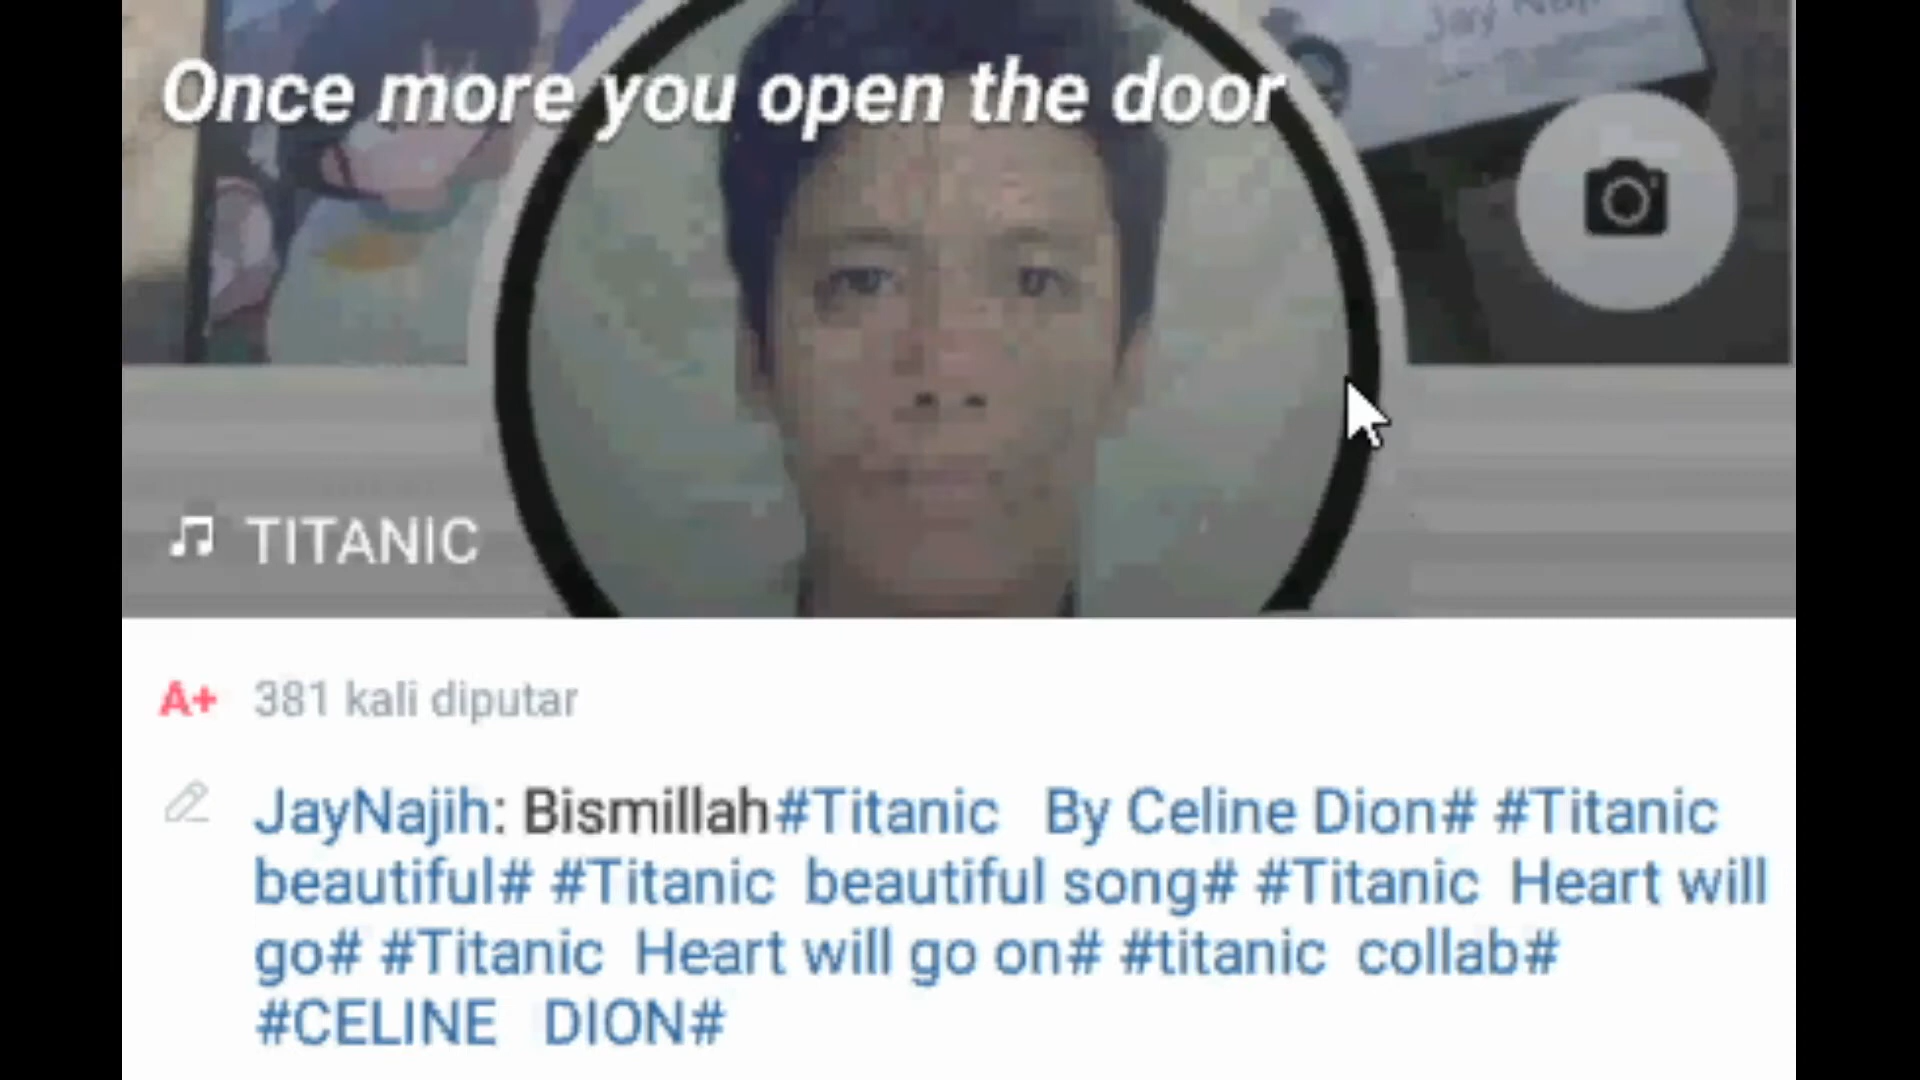 Once more you open the door
TITANIC
A+ 381 kali diputar
JayNajih: Bismillah#Titanic By Celine Dion# #Titanic
beautiful# #Titanic beautiful song# #Titanic Heart will
go# #Titanic Heart will go on# #titanic collab#
#CELINE DION#